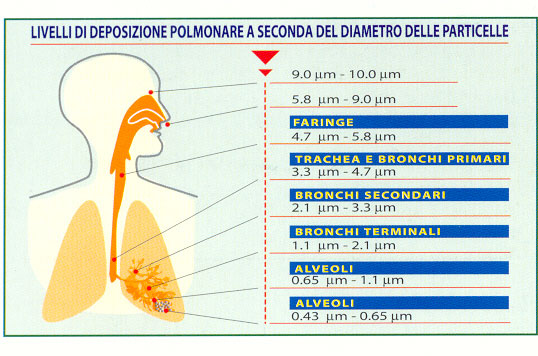 LIVELLI DI DEPOSIZIONE POLMONARE A SECONDA DEL DIAMETRO DELLE PARTICELLE
9.0 µm - 10.0 µm
5.8 µm - 9.0 µm
FARINGE
4.7 µm - 5.8 µm
TRACHEA E BRONCHI PRIMARI
3.3 µm - 4.7 µm
BRONCHI SECONDARI
2.1 µm - 3.3 µm
BRONCHI TERMINALI
1.1 µm - 2.1 µm
ALVEOLI
0.65 µm - 1.1 µm
ALVEOLI
0.43 µm - 0.65 µm